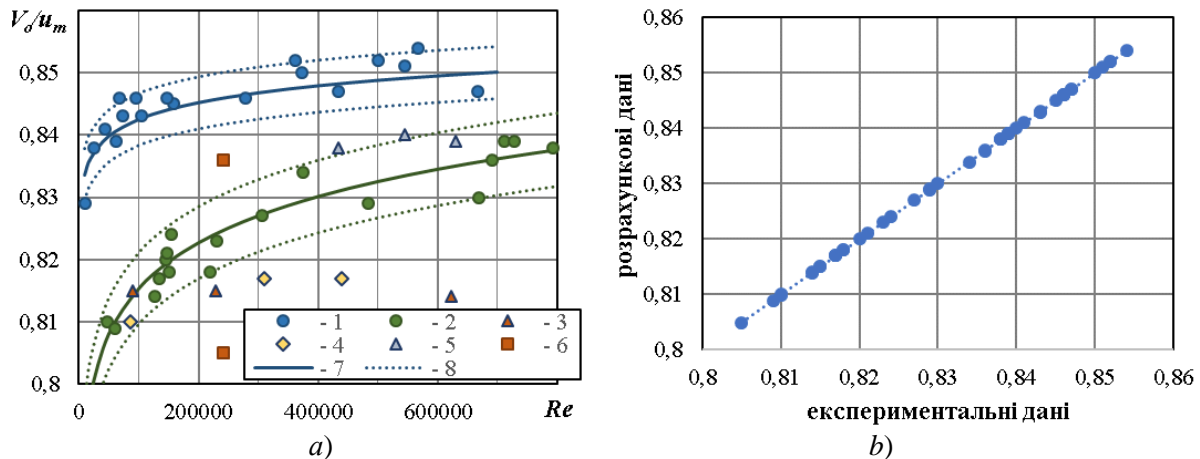 Vo/um
0,85
0,84
0,83
0,82
0,81
0,8
0 200000 400000 600000 Re
- 1 - 2 - 3
- 4 - 5 - 6
- 7 - 8
a)
розрахункові дані
0,86
0,85
0,84
0,83
0,82
0,81
0,8
0,8 0,81 0,82 0,83 0,84 0,85 0,86
експериментальні дані
b)